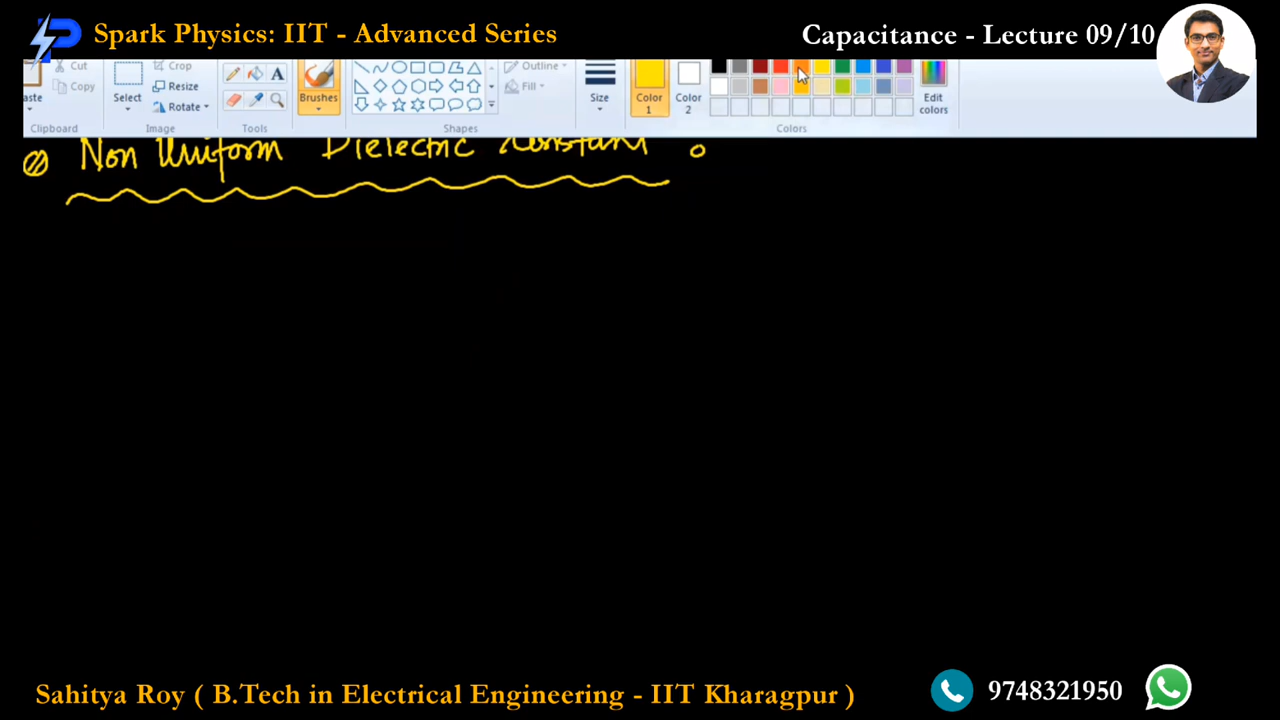 Spark Physics: IIT - Advanced Series
Capacitance - Lecture 09/10
Cut
Crop
Outline
aste
Copy
Select
Resize
Rotate
A
Brushes
Fill
Size
Color 1
Color 2
Edit colors
Clipboard
Image
Tools
Shapes
Colors
Non Uniform Dielectric
Sahitya Roy ( B.Tech in Electrical Engineering - IIT Kharagpur )
9748321950